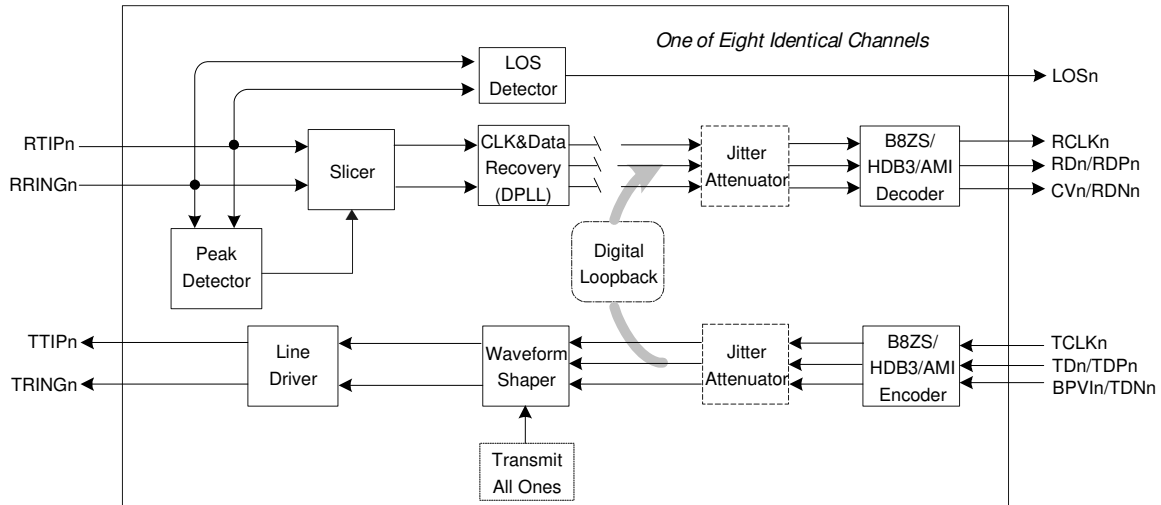 One of Eight Identical Channels
LOS
Detector
LOSn
RTIPn
RRINGn
Slicer
CLK&Data
Recovery
(DPLL)
Jitter
Attenuator
B8ZS/
HDB3/AMI
Decoder
RCLKn
RDn/RDPn
CVn/RDNn
Peak
Detector
Digital
Loopback
TTIPn
TRINGn
Line
Driver
Waveform
Shaper
Jitter
Attenuator
B8ZS/
HDB3/AMI
Encoder
TCLKn
TDn/TDPn
BPVIn/TDNn
Transmit
All Ones